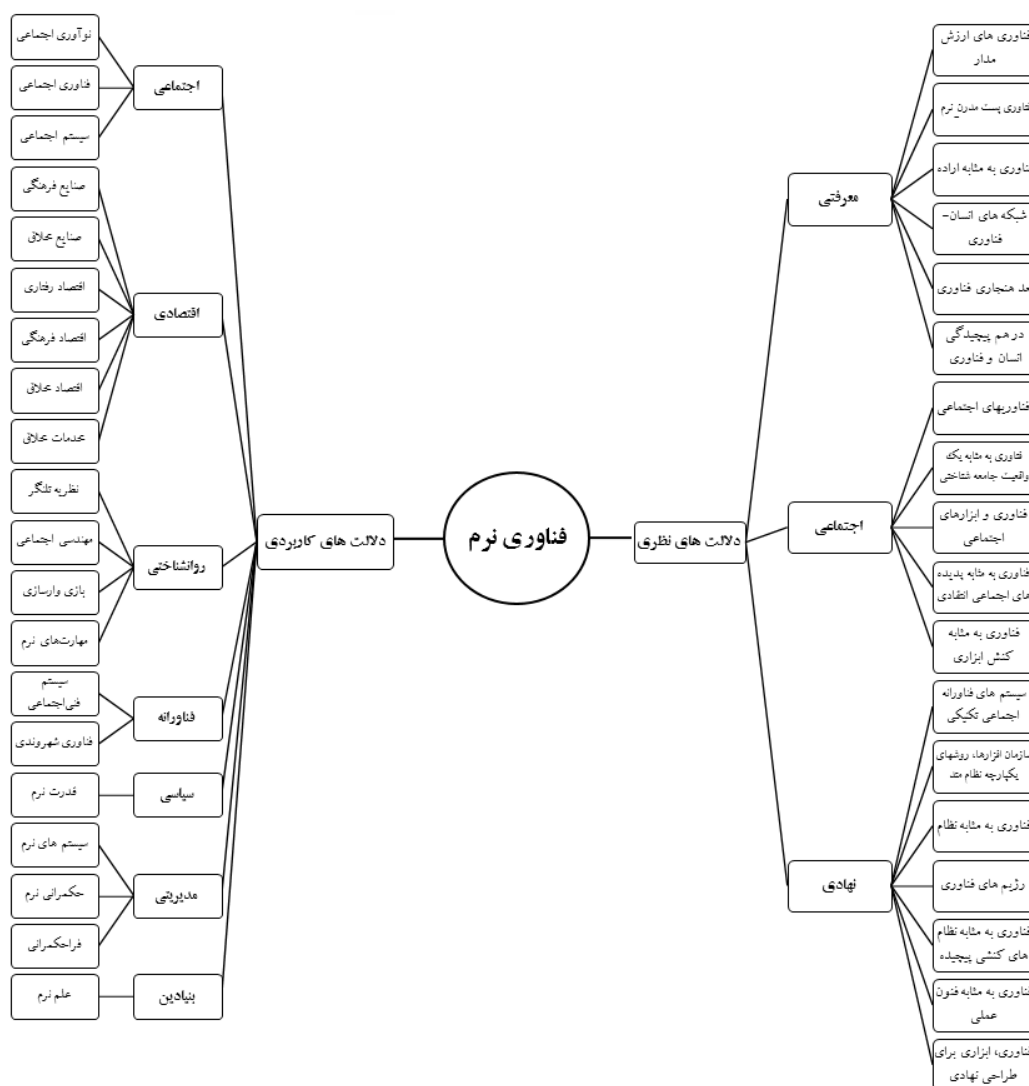 فناوری نرم
دلالت های نظری
معرفتی
فناوری های ارزش
مدار
فناوری پست مدرن نرم
فناوری به مثابه اراده
شبکه های انسان-
فناوری
بعد هنجاری فناوری
در هم پیچیدگی
انسان و فناوری
اجتماعی
فناوریهای اجتماعی
فناوری به مثابه یک
واقعیت جامعه شناختی
فناوری و ابزارهای
اجتماعی
فناوری به مثابه پدیده
های اجتماعی انتقادی
فناوری به مثابه
کنش ابزاری
نهادی
سیستم های فناورانه
اجتماعی تکنیکی
سازمان افزارها، روشهای
یکپارچه نظام مند
فناوری به مثابه نظام
رژیم های فناوری
فناوری به مثابه نظام
های کنشی پیچیده
فناوری به مثابه فنون
عملی
فناوری، ابزاری برای
طراحی نهادی
دلالت های کاربردی
اجتماعی
نوآوری اجتماعی
فناوری اجتماعی
سیستم اجتماعی
اقتصادی
صنایع فرهنگی
صنایع خلاق
اقتصاد رفتاری
اقتصاد فرهنگی
اقتصاد خلاق
خدمات خلاق
روانشناختی
نظریه تلنگر
مهندسی اجتماعی
بازی وارسازی
مهارت‌های نرم
فناورانه
سیستم
فنی‌اجتماعی
فناوری شهروندی
سیاسی
قدرت نرم
مدیریتی
سیستم های نرم
حکمرانی نرم
فراحکمرانی
بنیادین
علم نرم